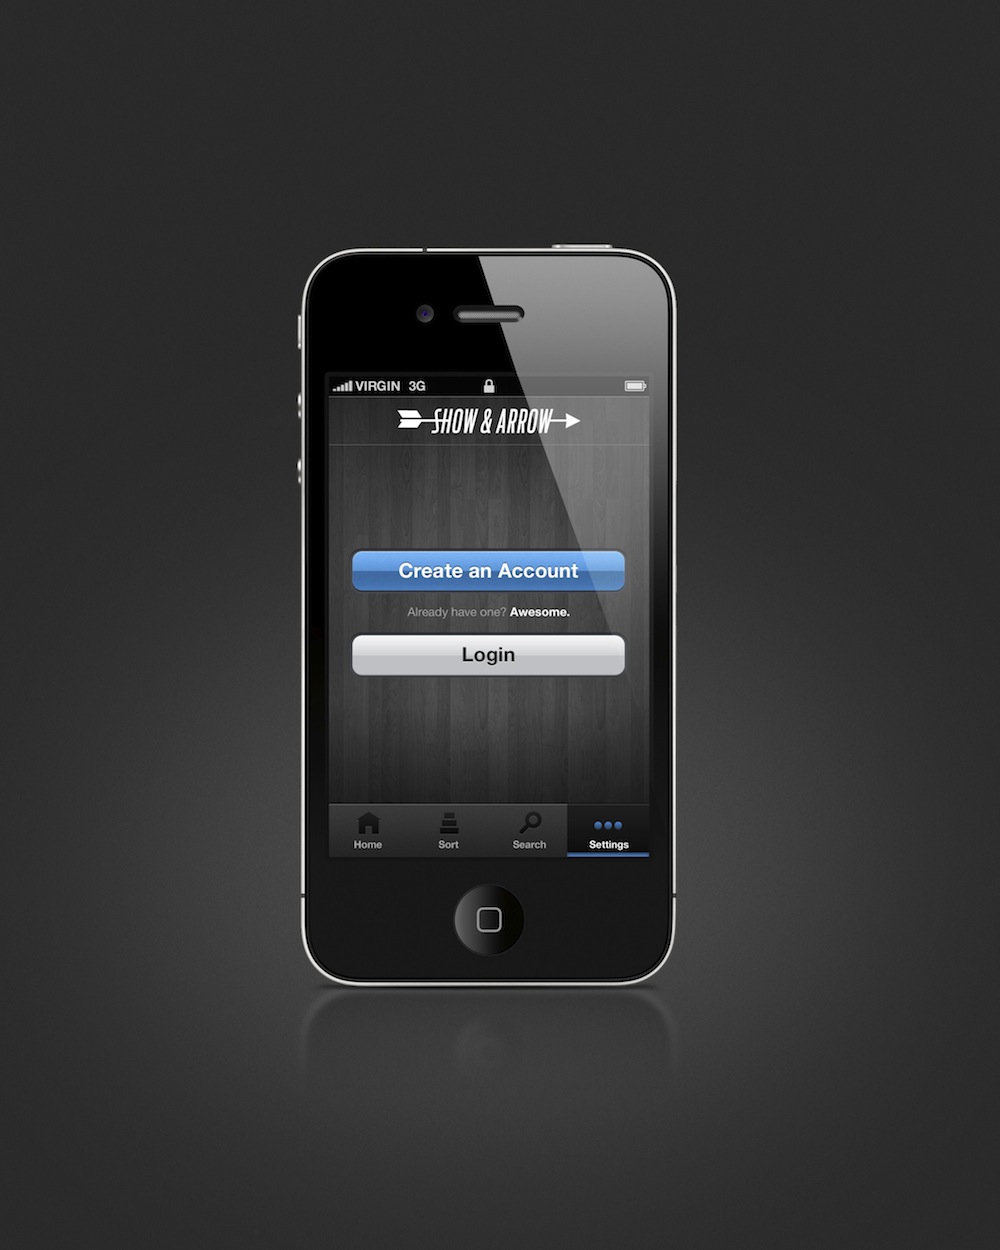 VIRGIN 3G
SHOW & ARROW
Create an Account
Already have one? Awesome.
Login
Home Sort Search Settings